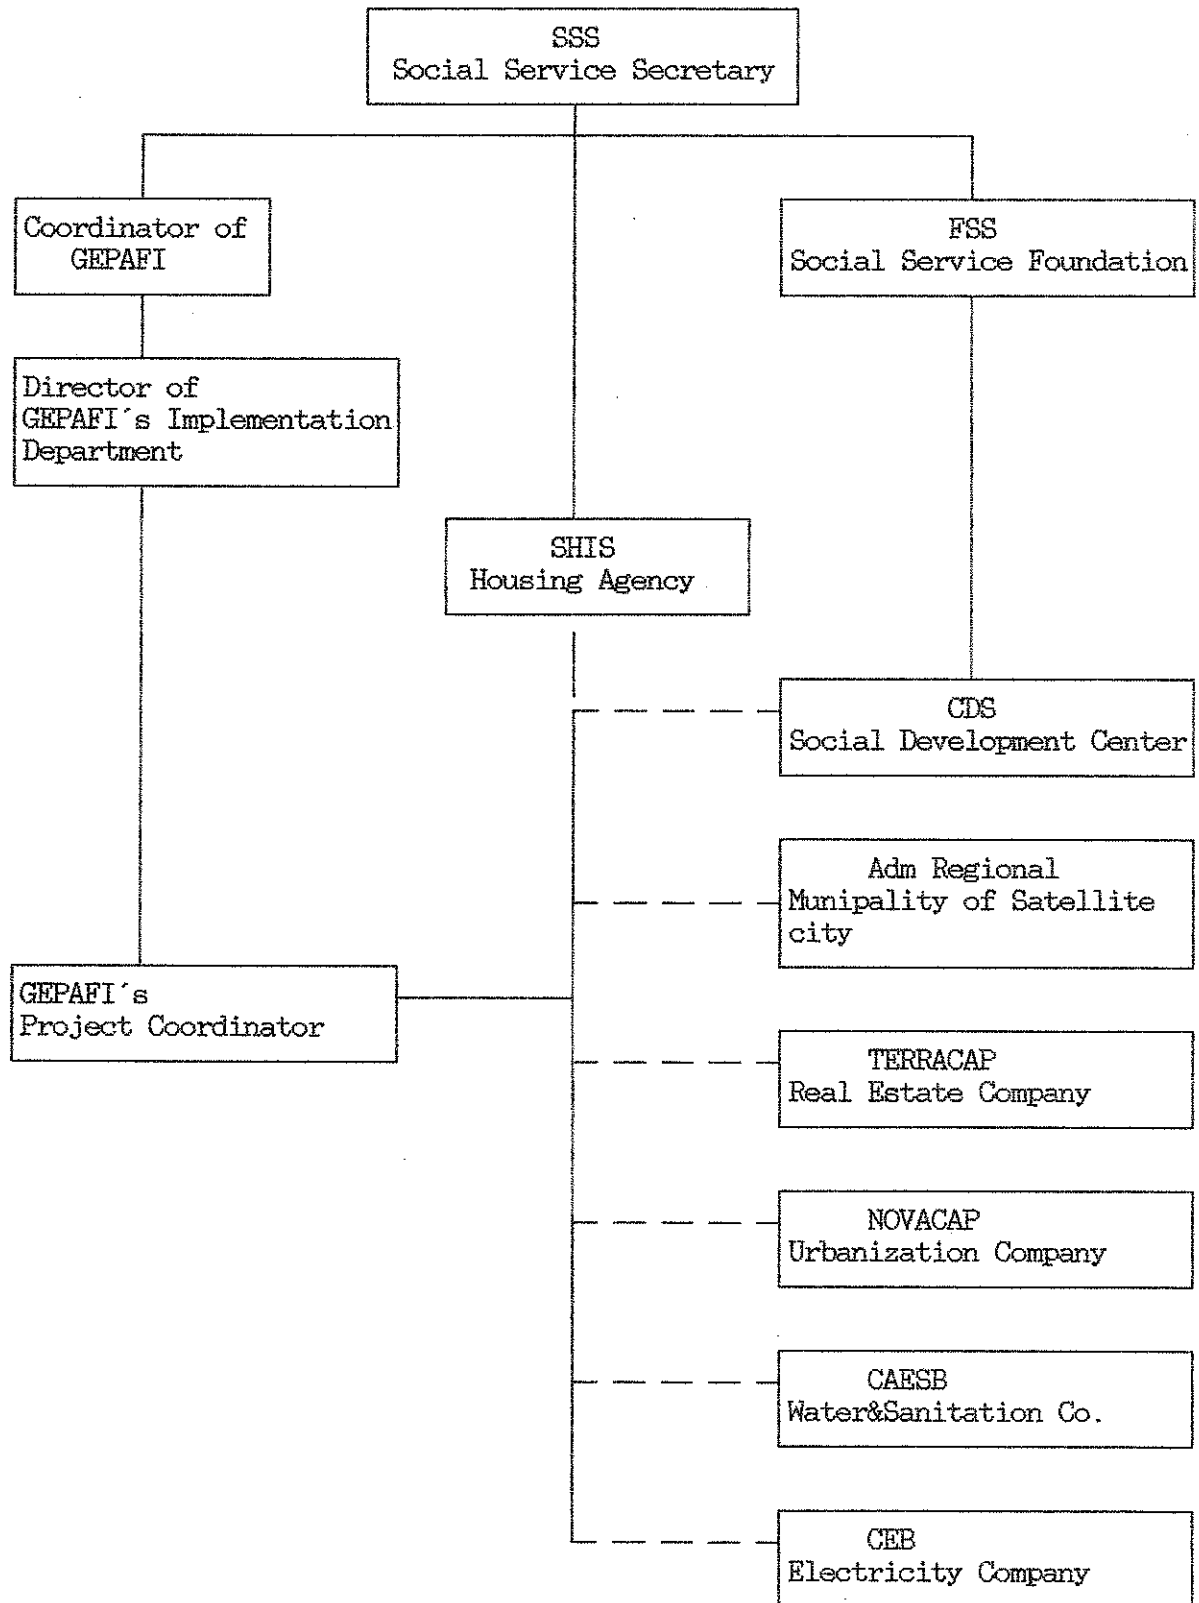 SSS
Social Service Secretary
Coordinator of
GEPAFI
FSS
Social Service Foundation
Director of
GEPAFI´s Implementation
Department
SHIS
Housing Agency
CDS
Social Development Center
Adm Regional
Munipality of Satellite
city
GEPAFI´s
Project Coordinator
TERRACAP
Real Estate Company
NOVACAP
Urbanization Company
CAESB
Water&Sanitation Co.
CEB
Electricity Company